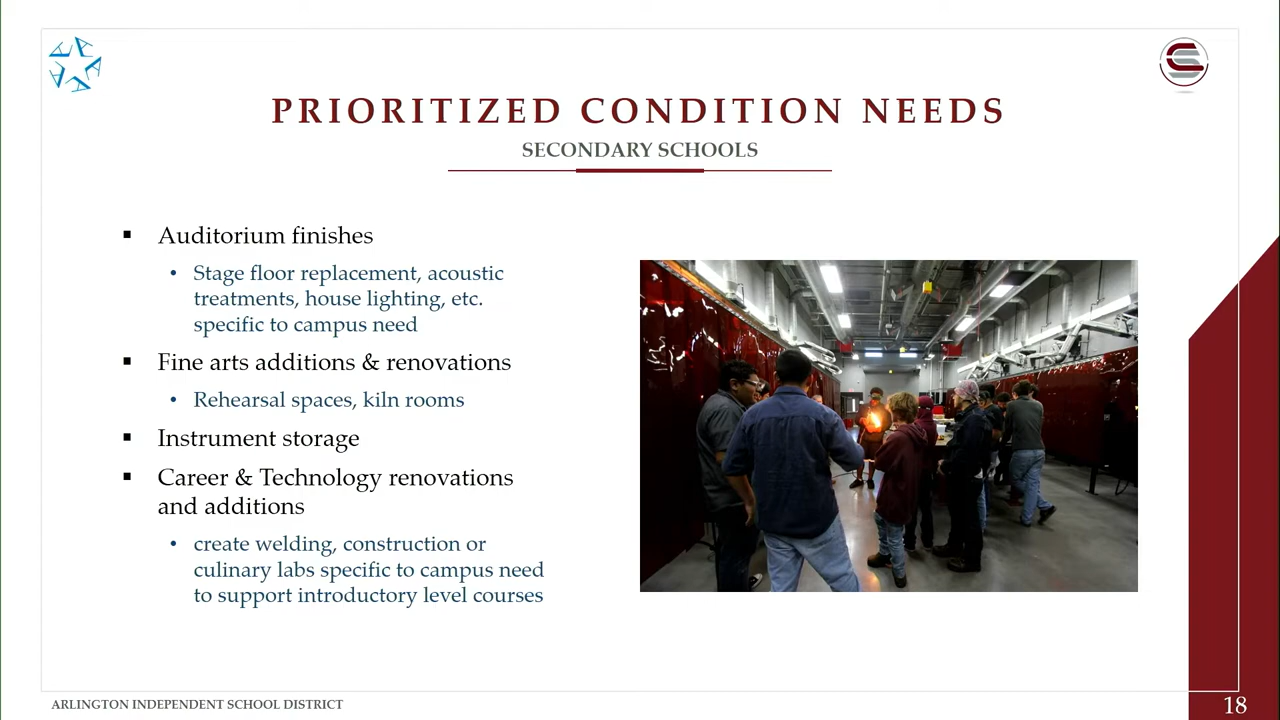 PRIORITIZED CONDITION NEEDS
SECONDARY SCHOOLS
▪ Auditorium finishes
• Stage floor replacement, acoustic
treatments, house lighting, etc.
specific to campus need
▪ Fine arts additions & renovations
• Rehearsal spaces, kiln rooms
▪ Instrument storage
▪ Career & Technology renovations
and additions
• create welding, construction or
culinary labs specific to campus need
to support introductory level courses
ARLINGTON INDEPENDENT SCHOOL DISTRICT
18